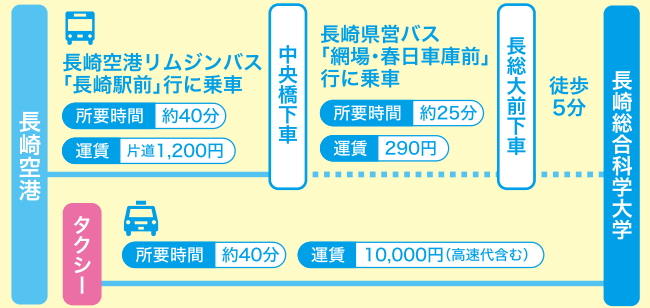 長崎空港
長崎空港リムジンバス
「長崎駅前」行に乗車
所要時間 約40分
運賃 片道1,200円
中央橋下車
長崎県営バス
「網場・春日車庫前」
行に乗車
所要時間 約25分
運賃 290円
長総大前下車
徒歩
5分
長崎総合科学大学
タクシー
所要時間 約40分
運賃 10,000円(高速代含む)